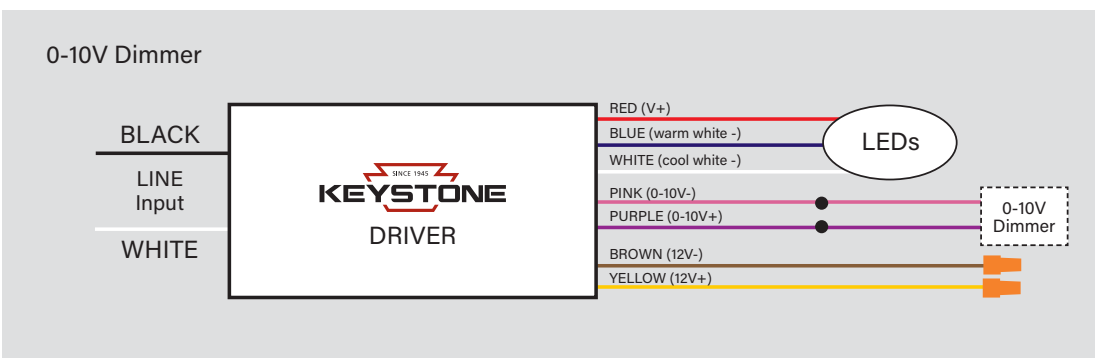 0-10V Dimmer
BLACK
LINE
Input
WHITE
SINCE 1945
KEYSTONE
DRIVER
RED (V+)
BLUE (warm white -)
WHITE (cool white -)
PINK (0-10V-)
PURPLE (0-10V+)
BROWN (12V-)
YELLOW (12V+)
LEDs
0-10V
Dimmer